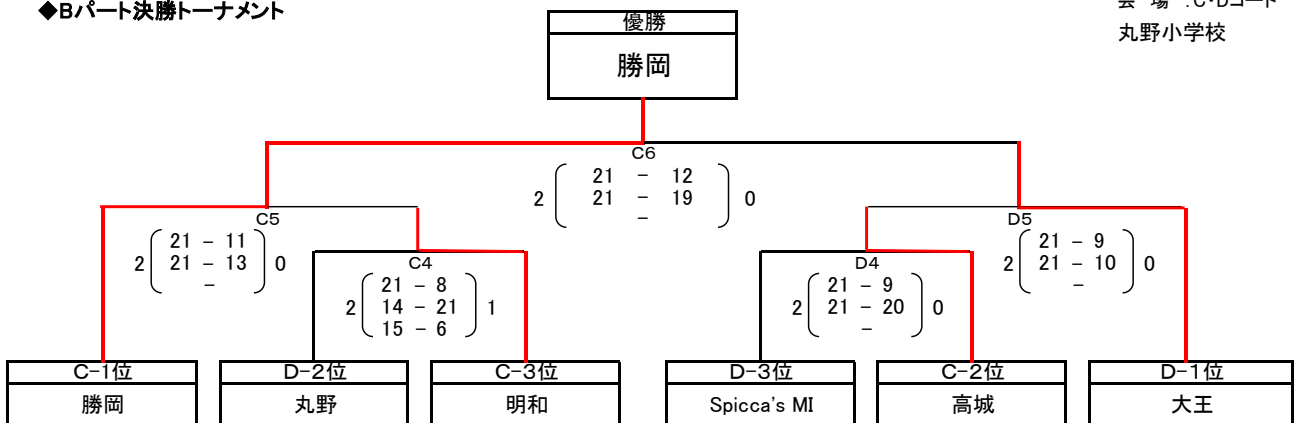 ◆Bパート決勝トーナメント
会 場 :C・Dコート
丸野小学校
優勝
勝岡
C6
2 21 - 12 0
21 - 19
-
C5
2 21 - 11 0
21 - 13
-
D5
2 21 - 9 0
21 - 10
-
C4
2 21 - 8 1
14 - 21
15 - 6
D4
2 21 - 9 0
21 - 20
-
C-1位 D-2位 C-3位 D-3位 C-2位 D-1位
勝岡 丸野 明和 Spicca's MI 高城 大王